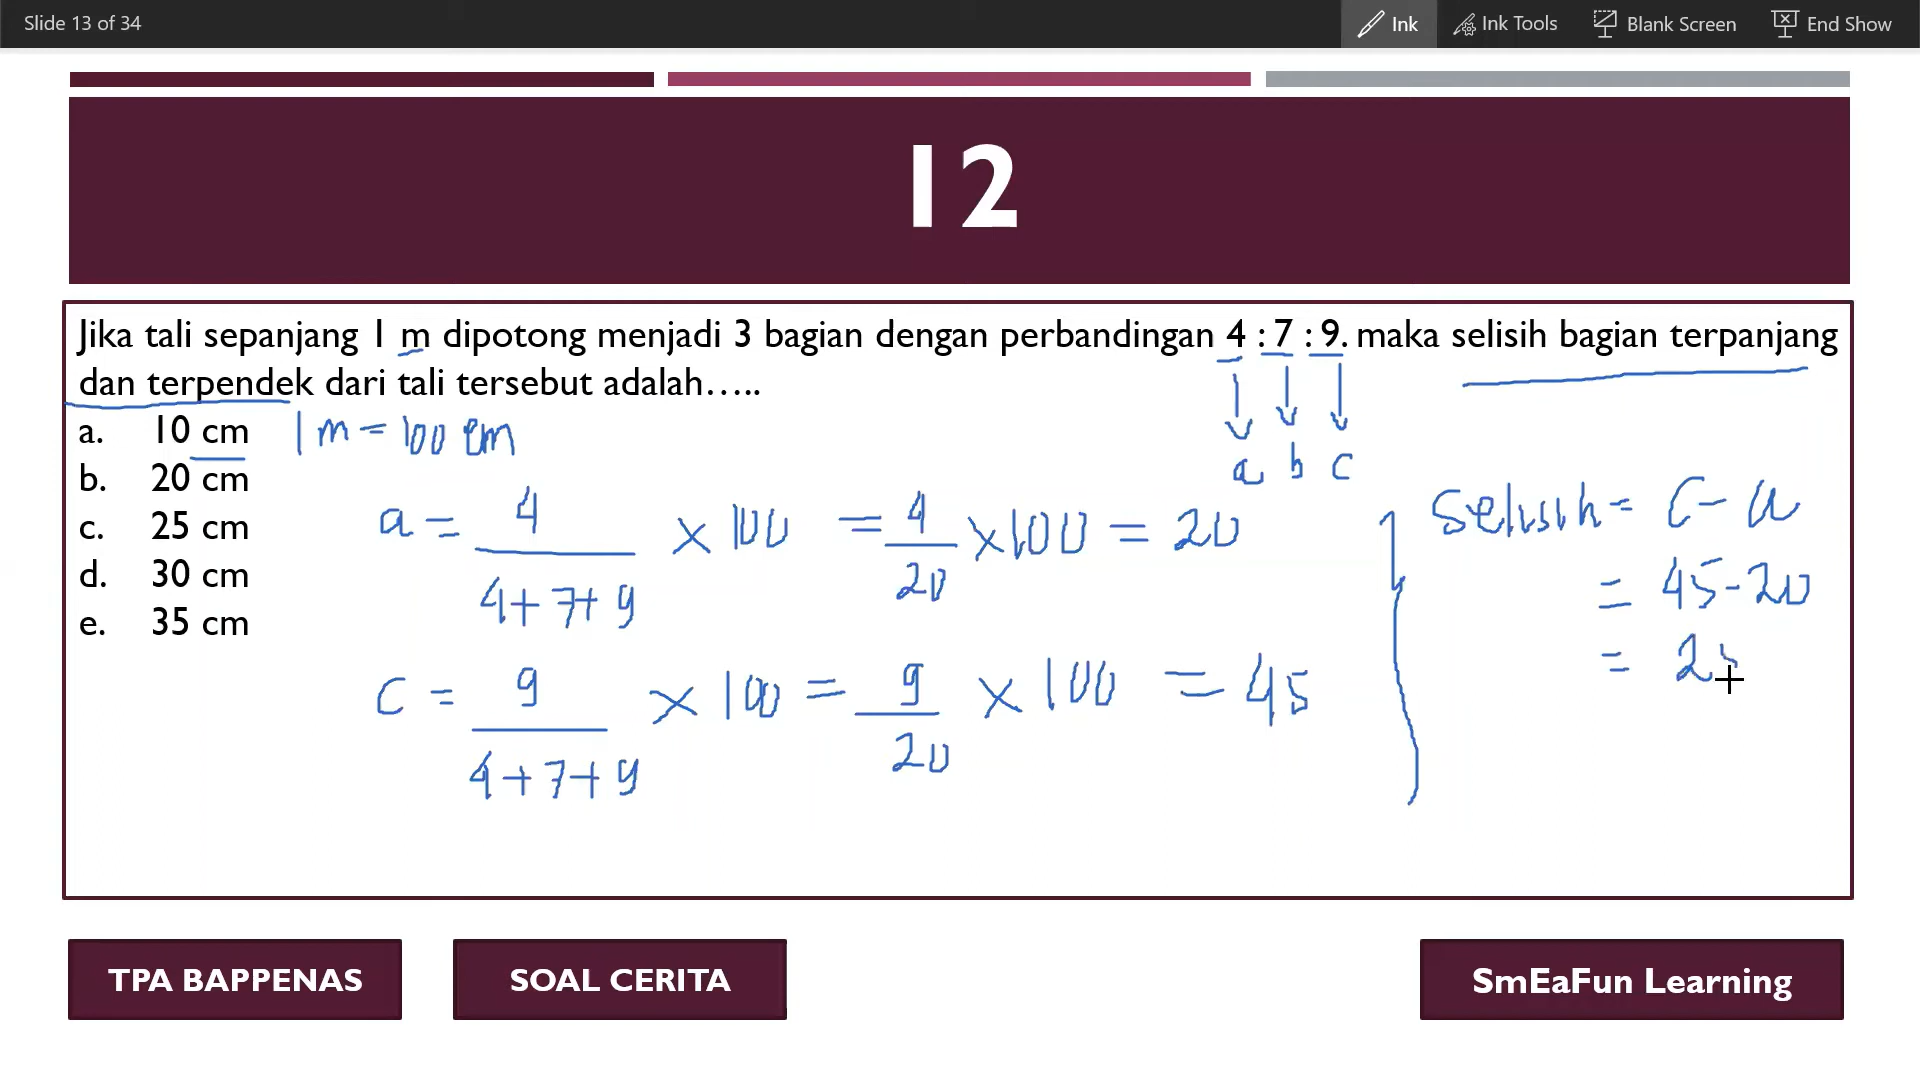 Slide 13 of 34
Ink
Ink Tools
Blank Screen
End Show
12
Jika tali sepanjang 1 m dipotong menjadi 3 bagian dengan perbandingan 4 : 7 : 9. maka selisih bagian terpanjang
dan terpendek dari tali tersebut adalah…..
a. 10 cm
b. 20 cm
c. 25 cm
d. 30 cm
e. 35 cm
1 m = 100 cm
a b c
a = 4/(4+7+9) × 100 = 4/20 × 100 = 20
c = 9/(4+7+9) × 100 = 9/20 × 100 = 45
Selisih = c - a
= 45 - 20
= 2
TPA BAPPENAS
SOAL CERITA
SmEaFun Learning